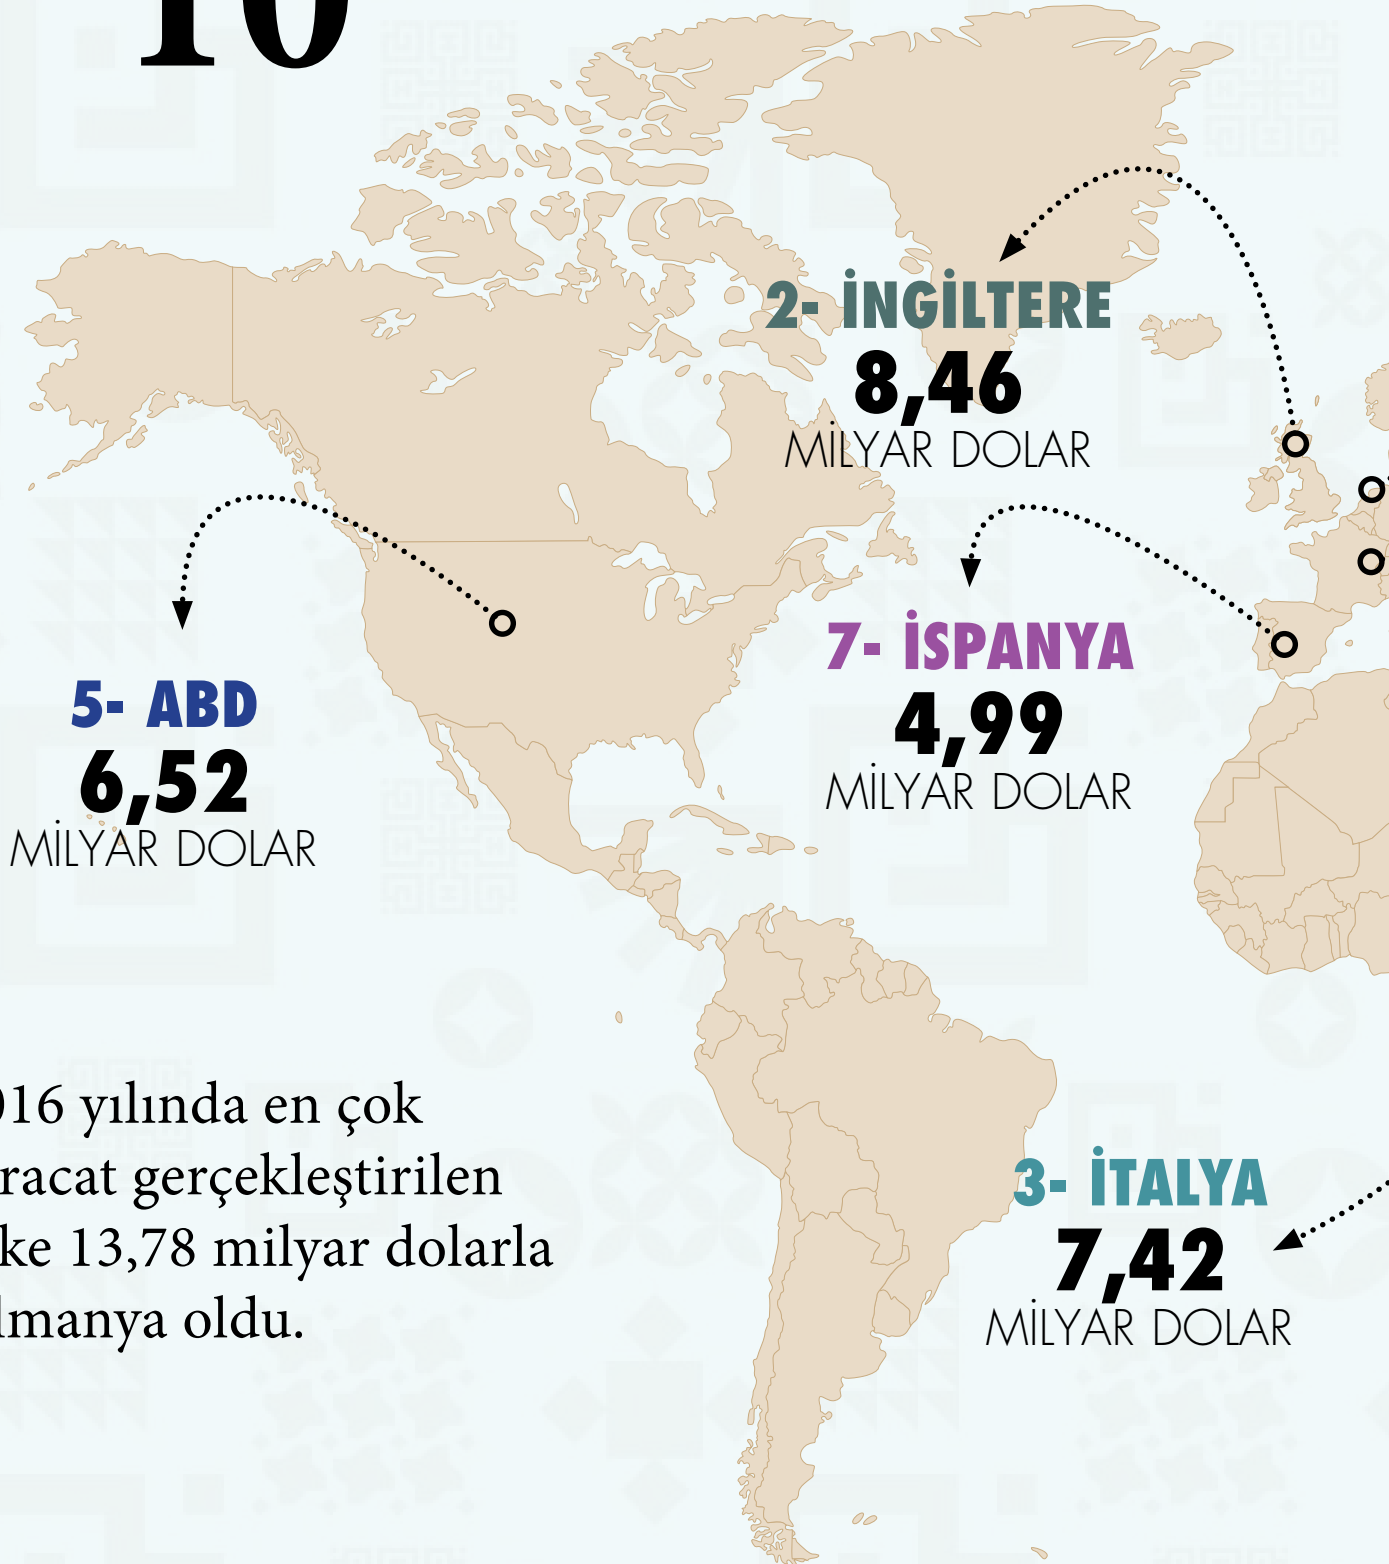 10
2- İNGİLTERE
8,46
MİLYAR DOLAR
7- İSPANYA
4,99
MİLYAR DOLAR
5- ABD
6,52
MİLYAR DOLAR
16 yılında en çok
racat gerçekleştirilen
ke 13,78 milyar dolarla
lmanya oldu.
3- İTALYA
7,42
MİLYAR DOLAR